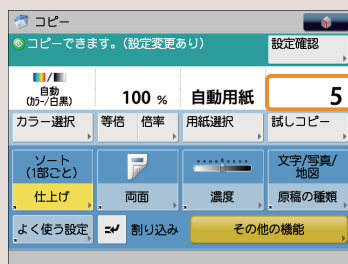 コピー
コピーできます。(設定変更あり)
設定確認
自動
(カラー/白黒)
100 %
自動用紙
5
カラー選択
等倍
倍率
用紙選択
試しコピー
ソート
(1部ごと)
文字/写真/
地図
仕上げ
両面
濃度
原稿の種類
よく使う設定
割り込み
その他の機能